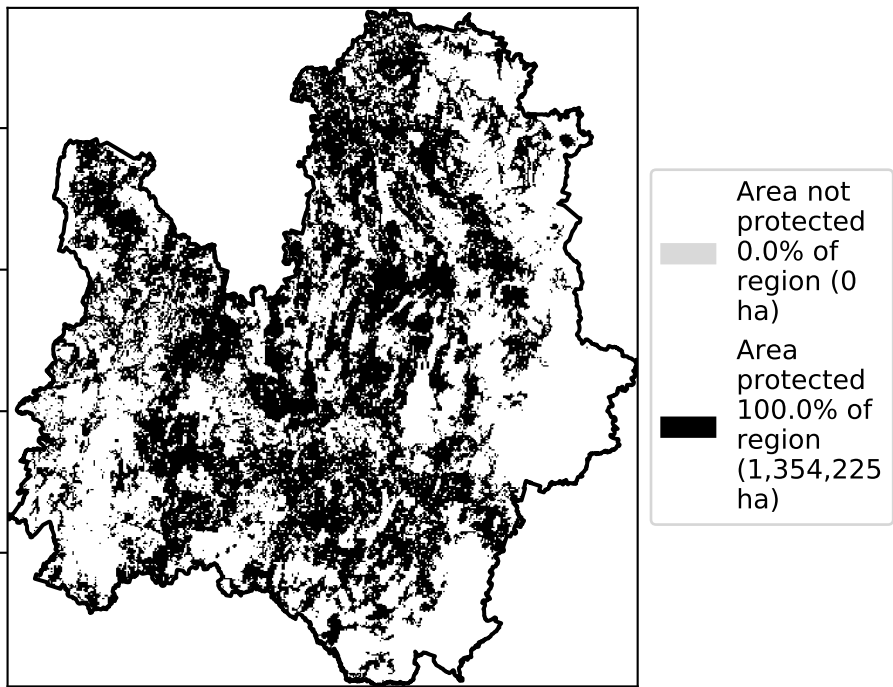 Area not
protected
0.0% of
region (0
ha)
Area
protected
100.0% of
region
(1,354,225
ha)